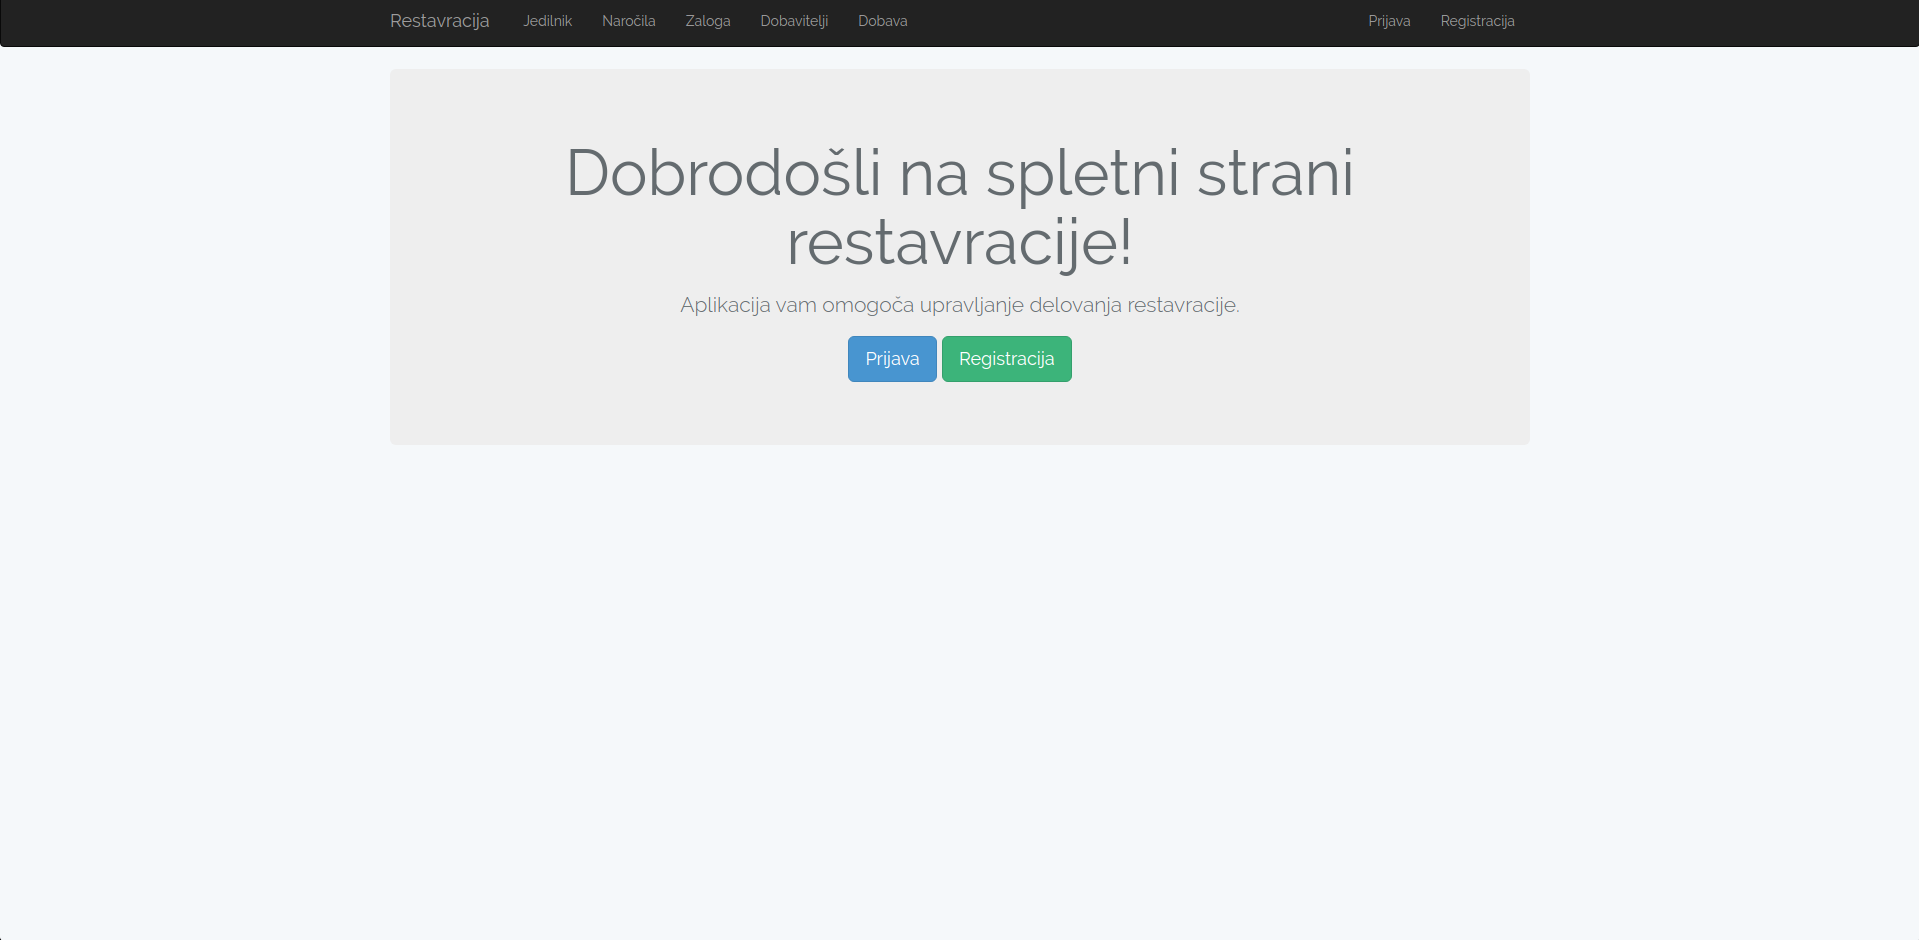 Restavracija Jedilnik Naročila Zaloga Dobavitelji Dobava Prijava Registracija
Dobrodošli na spletni strani
restavracije!
Aplikacija vam omogoča upravljanje delovanja restavracije.
Prijava Registracija